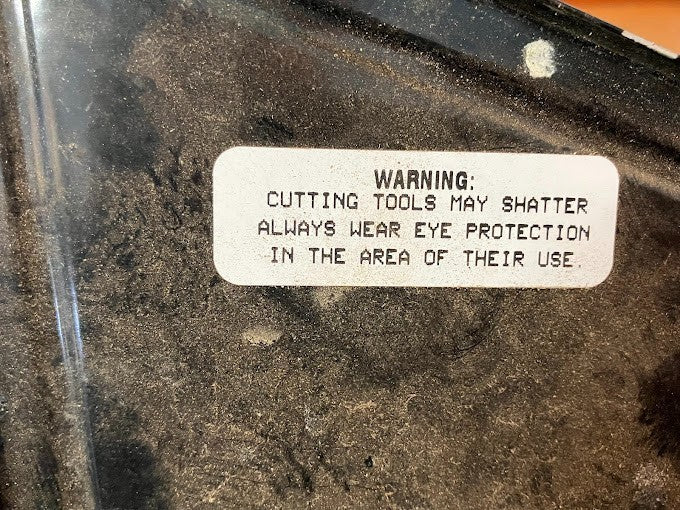 WARNING:
CUTTING TOOLS MAY SHATTER
ALWAYS WEAR EYE PROTECTION
IN THE AREA OF THEIR USE.